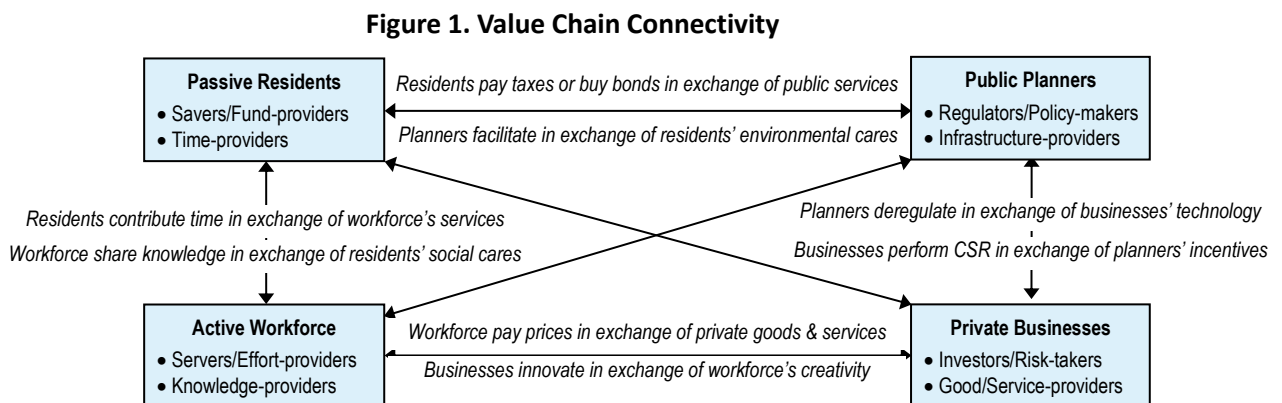 Figure 1. Value Chain Connectivity
Passive Residents
• Savers/Fund-providers
• Time-providers
Residents pay taxes or buy bonds in exchange of public services
Planners facilitate in exchange of residents' environmental cares
Public Planners
• Regulators/Policy-makers
• Infrastructure-providers
Residents contribute time in exchange of workforce's services
Workforce share knowledge in exchange of residents' social cares
Planners deregulate in exchange of businesses' technology
Businesses perform CSR in exchange of planners' incentives
Active Workforce
• Servers/Effort-providers
• Knowledge-providers
Workforce pay prices in exchange of private goods & services
Businesses innovate in exchange of workforce's creativity
Private Businesses
• Investors/Risk-takers
• Good/Service-providers